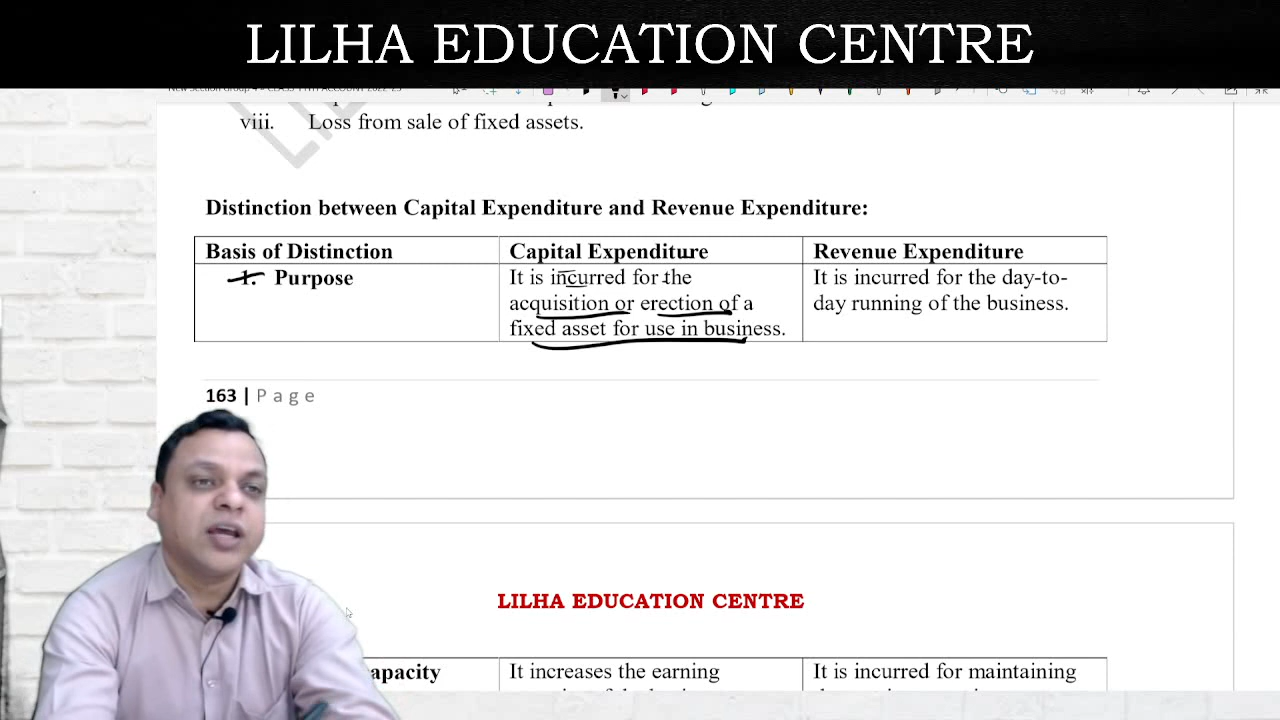 LILHA EDUCATION CENTRE
viii. Loss from sale of fixed assets.
Distinction between Capital Expenditure and Revenue Expenditure:
Basis of Distinction Capital Expenditure Revenue Expenditure
1. Purpose It is incurred for the It is incurred for the day-to-
acquisition or erection of a day running of the business.
fixed asset for use in business.
163 | Page
LILHA EDUCATION CENTRE
apacity It increases the earning It is incurred for maintaining